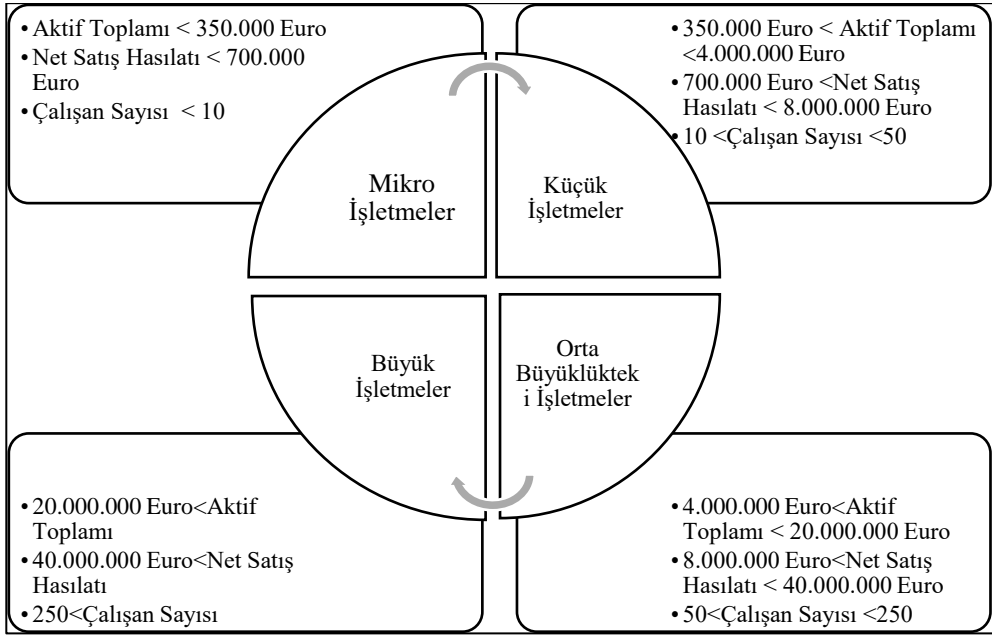 • Aktif Toplamı < 350.000 Euro
• Net Satış Hasılatı < 700.000
Euro
• Çalışan Sayısı < 10
• 350.000 Euro < Aktif Toplamı
<4.000.000 Euro
• 700.000 Euro <Net Satış
Hasılatı < 8.000.000 Euro
• 10 <Çalışan Sayısı <50
Mikro
İşletmeler
Küçük
İşletmeler
Büyük
İşletmeler
Orta
Büyüklüktek
i İşletmeler
• 20.000.000 Euro<Aktif
Toplamı
• 40.000.000 Euro<Net Satış
Hasılatı
• 250<Çalışan Sayısı
• 4.000.000 Euro<Aktif
Toplamı < 20.000.000 Euro
• 8.000.000 Euro<Net Satış
Hasılatı < 40.000.000 Euro
• 50<Çalışan Sayısı <250